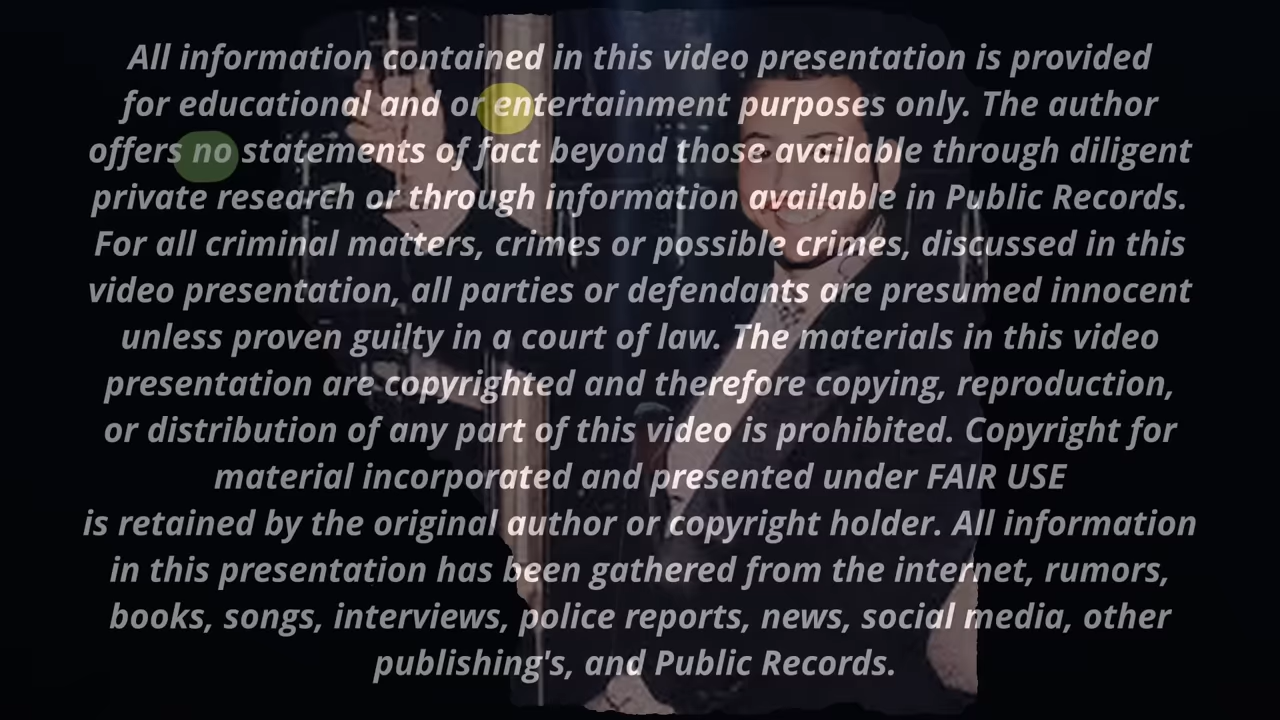 All information contained in this video presentation is provided
for educational and or entertainment purposes only. The author
offers no statements of fact beyond those available through diligent
private research or through information available in Public Records.
For all criminal matters, crimes or possible crimes, discussed in this
video presentation, all parties or defendants are presumed innocent
unless proven guilty in a court of law. The materials in this video
presentation are copyrighted and therefore copying, reproduction,
or distribution of any part of this video is prohibited. Copyright for
material incorporated and presented under FAIR USE
is retained by the original author or copyright holder. All information
in this presentation has been gathered from the internet, rumors,
books, songs, interviews, police reports, news, social media, other
publishing's, and Public Records.